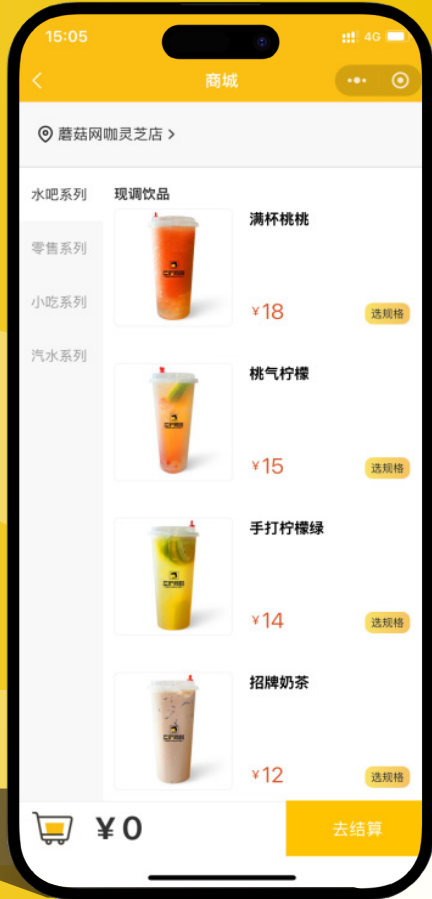 15:05
4G
商城
蘑菇网咖灵芝店
水吧系列
零售系列
小吃系列
汽水系列
现调饮品
满杯桃桃
¥18
选规格
桃气柠檬
¥15
选规格
手打柠檬绿
¥14
选规格
招牌奶茶
¥12
选规格
¥0
去结算